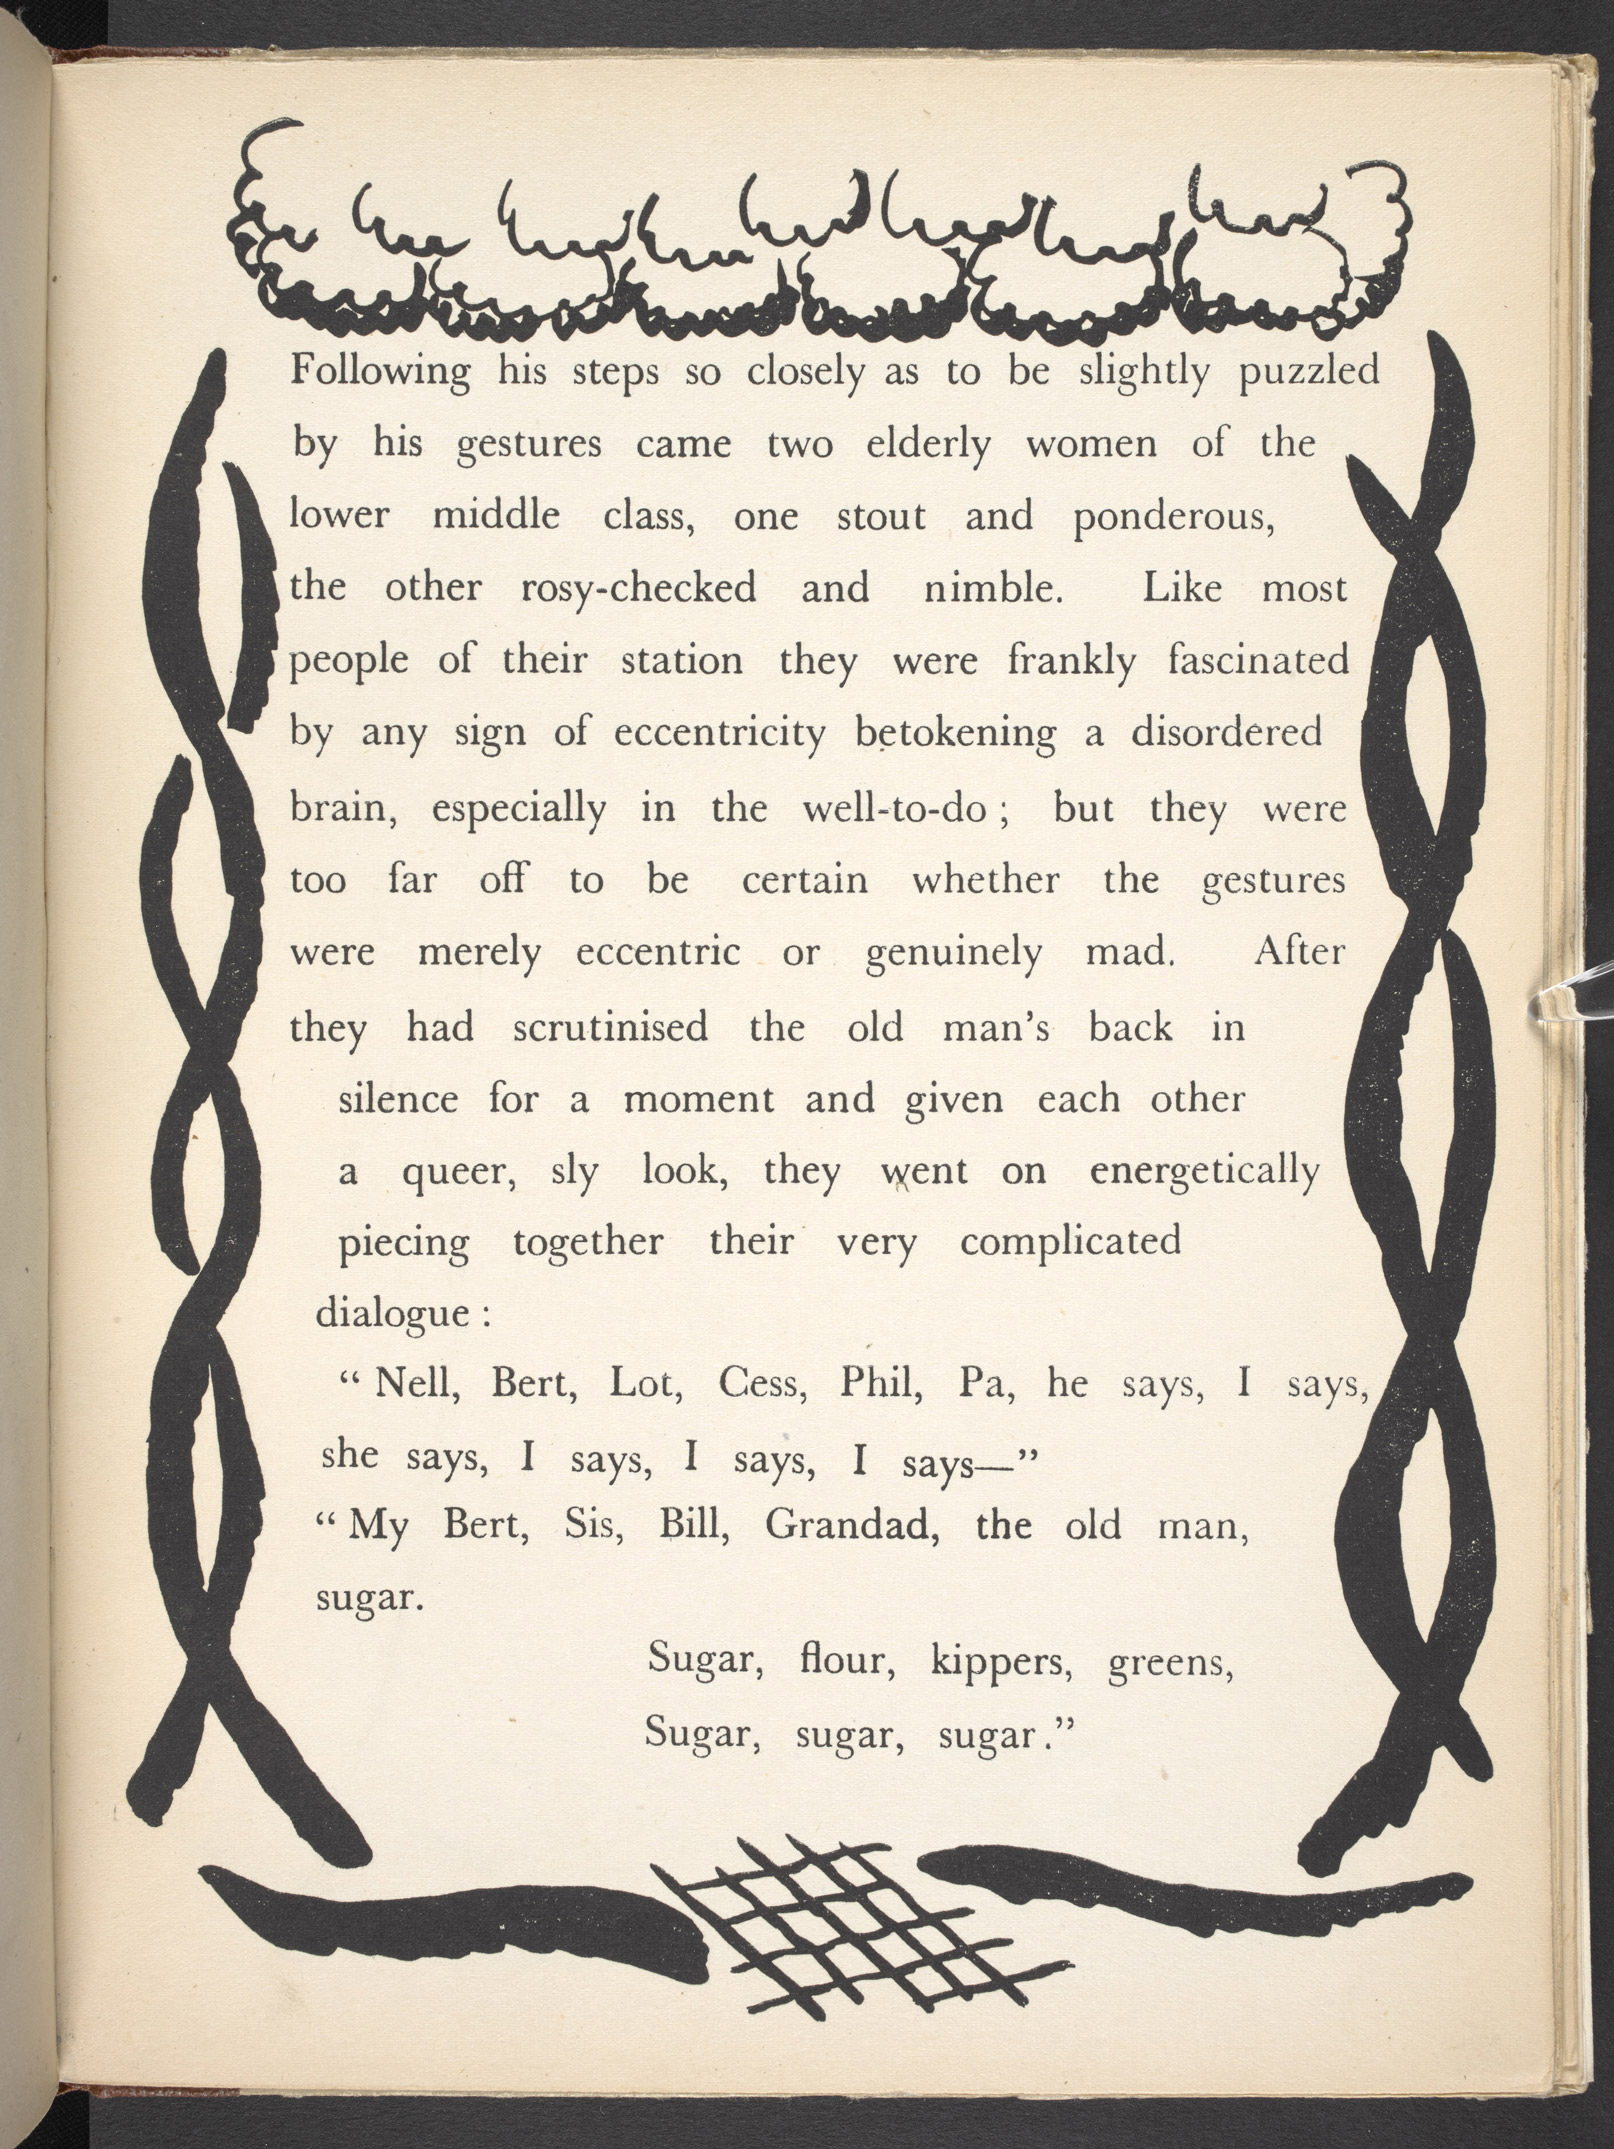 Following his steps so closely as to be slightly puzzled
by his gestures came two elderly women of the
lower middle class, one stout and ponderous,
the other rosy-checked and nimble. Like most
people of their station they were frankly fascinated
by any sign of eccentricity betokening a disordered
brain, especially in the well-to-do ; but they were
too far off to be certain whether the gestures
were merely eccentric or genuinely mad. After
they had scrutinised the old man's back in
silence for a moment and given each other
a queer, sly look, they went on energetically
piecing together their very complicated
dialogue :
“ Nell, Bert, Lot, Cess, Phil, Pa, he says, I says,
she says, I says, I says, I says—”
“ My Bert, Sis, Bill, Grandad, the old man,
sugar.
Sugar, flour, kippers, greens,
Sugar, sugar, sugar.”